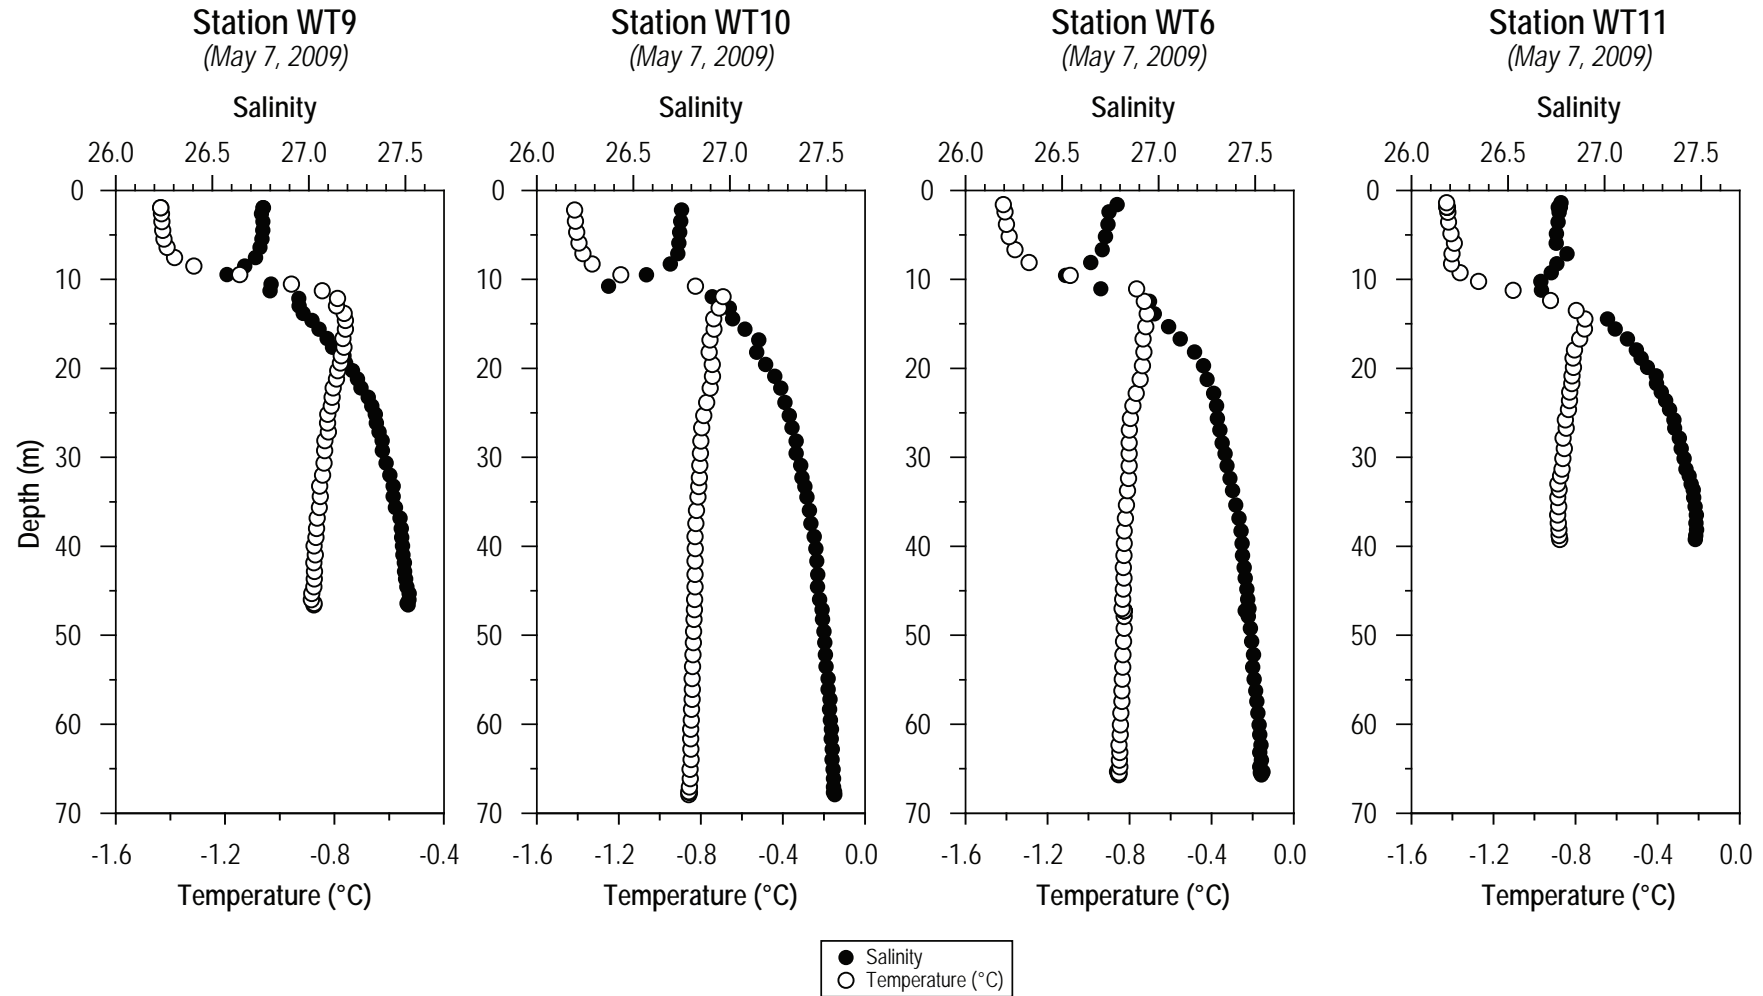 Station WT9 Station WT10 Station WT6 Station WT11
(May 7, 2009) (May 7, 2009) (May 7, 2009) (May 7, 2009)
Salinity Salinity Salinity Salinity
26.0 26.5 27.0 27.5 26.0 26.5 27.0 27.5 26.0 26.5 27.0 27.5 26.0 26.5 27.0 27.5
0 0 0 0
10 10 10 10
20 20 20 20
30 30 30 30
Depth (m)
40 40 40 40
50 50 50 50
60 60 60 60
70 70 70 70
-1.6 -1.2 -0.8 -0.4 -1.6 -1.2 -0.8 -0.4 0.0 -1.6 -1.2 -0.8 -0.4 0.0 -1.6 -1.2 -0.8 -0.4 0.0
Temperature (°C) Temperature (°C) Temperature (°C) Temperature (°C)
Salinity
Temperature (°C)